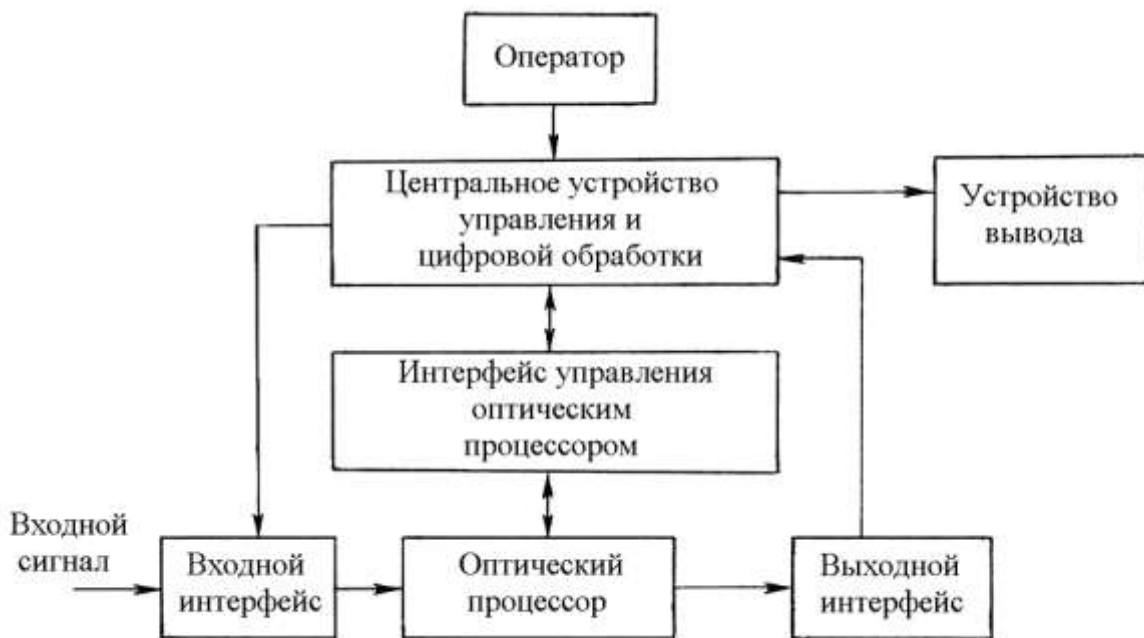 Оператор
Центральное устройство
управления и
цифровой обработки
Устройство
вывода
Интерфейс управления
оптическим
процессором
Входной
сигнал
Входной
интерфейс
Оптический
процессор
Выходной
интерфейс